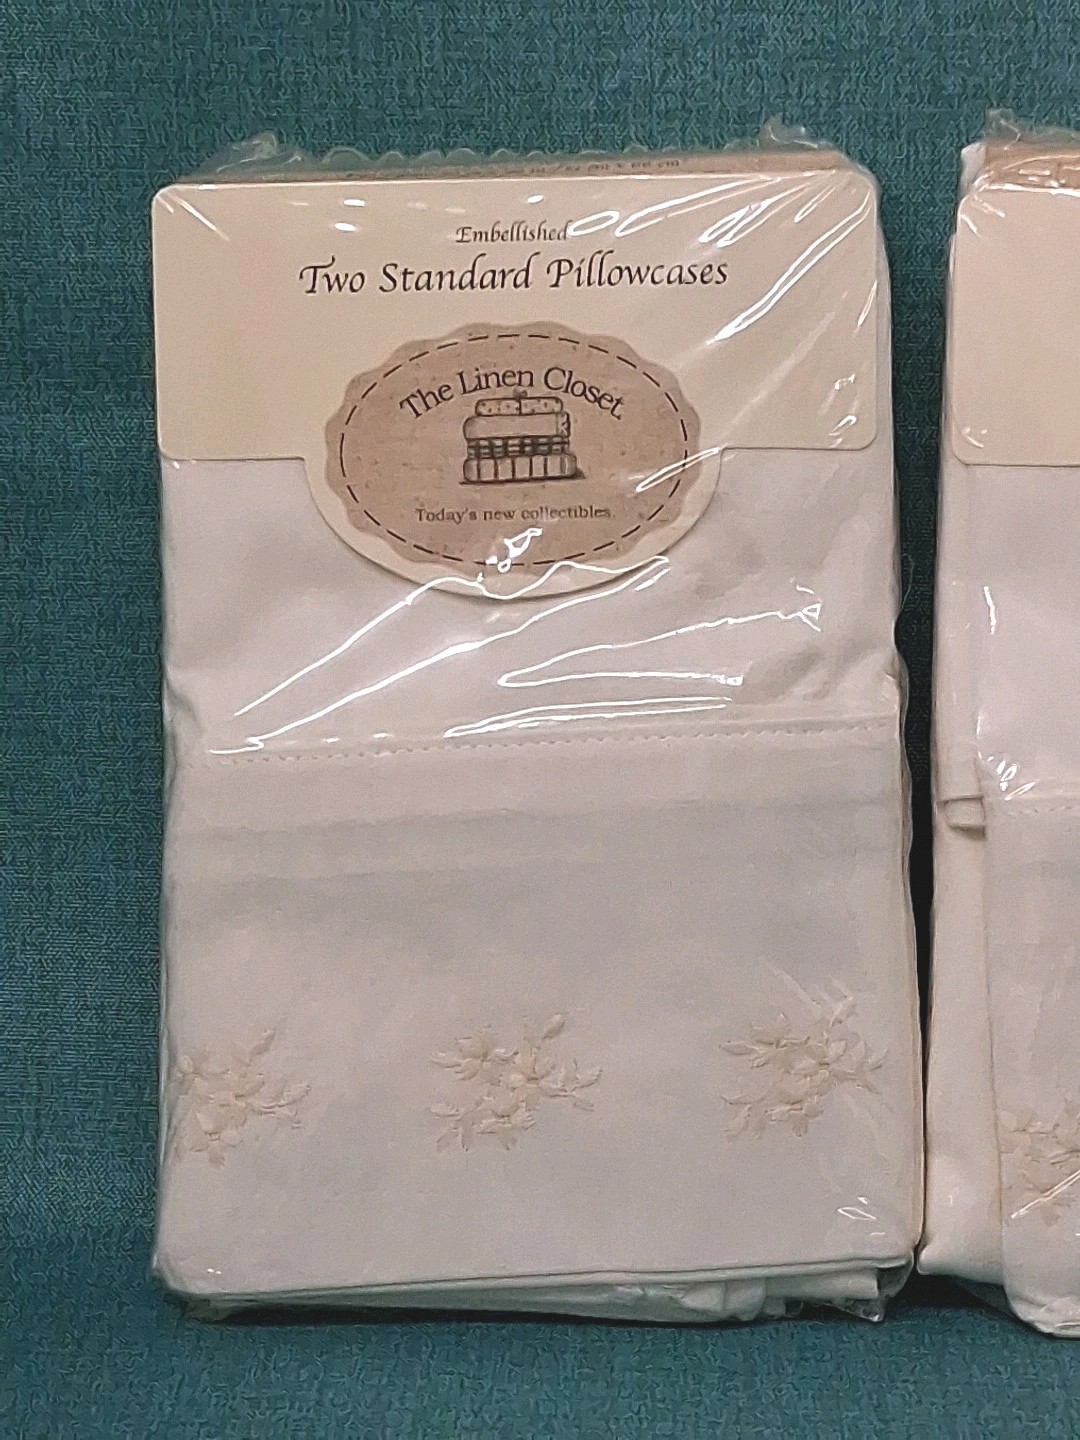 Embellished
Two Standard Pillowcases
The Linen Closet
Today's new collectibles.